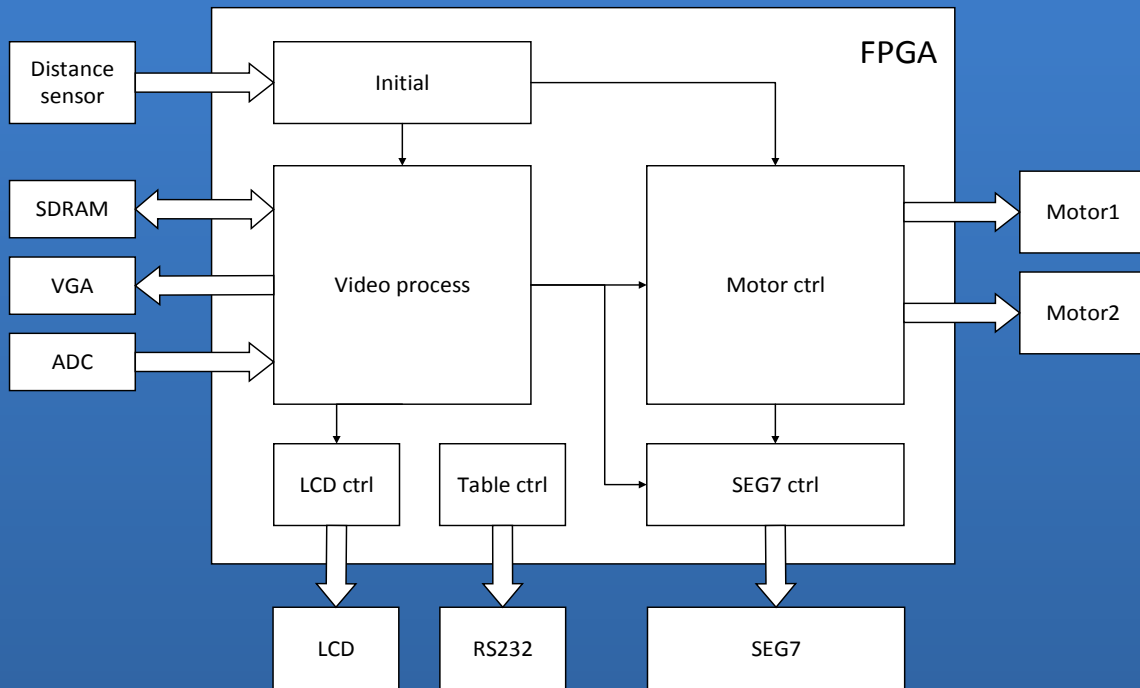 FPGA
Distance
sensor
Initial
SDRAM
VGA
ADC
Video process
Motor ctrl
Motor1
Motor2
LCD ctrl
Table ctrl
SEG7 ctrl
LCD
RS232
SEG7